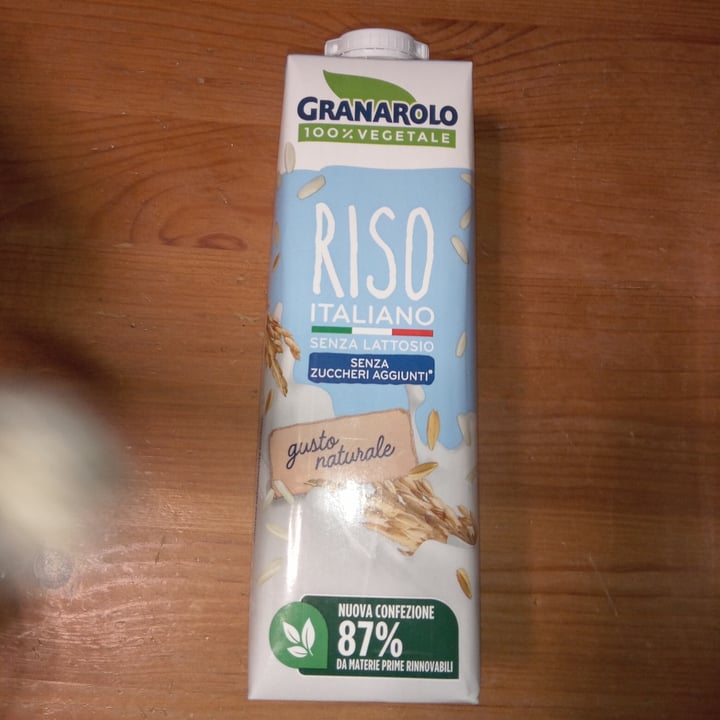 GRANAROLO
100% VEGETALE
RISO
ITALIANO
SENZA LATTOSIO
SENZA
ZUCCHERI AGGIUNTI*
gusto
naturale
NUOVA CONFEZIONE
87%
DA MATERIE PRIME RINNOVABILI